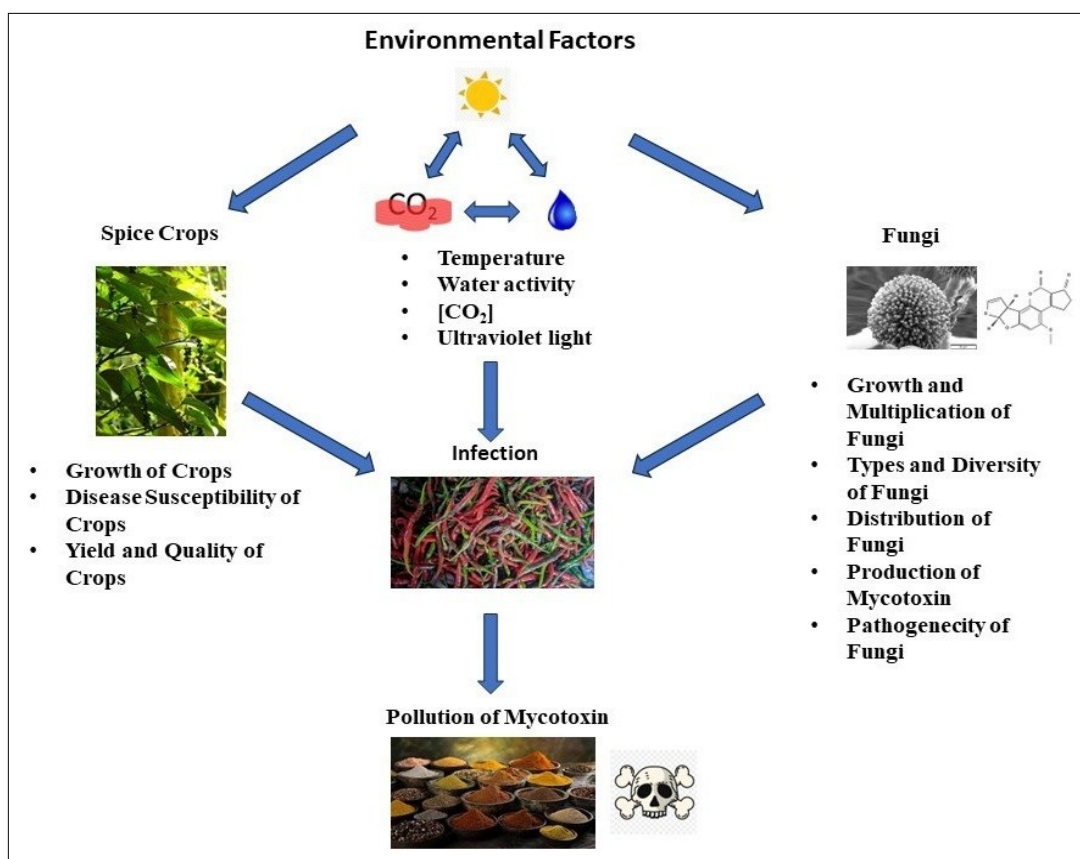 Environmental Factors
CO₂
Spice Crops
Fungi
• Temperature
• Water activity
• [CO₂]
• Ultraviolet light
Infection
• Growth of Crops
• Disease Susceptibility of
Crops
• Yield and Quality of
Crops
• Growth and
Multiplication of
Fungi
• Types and Diversity
of Fungi
• Distribution of
Fungi
• Production of
Mycotoxin
• Pathogenecity of
Fungi
Pollution of Mycotoxin